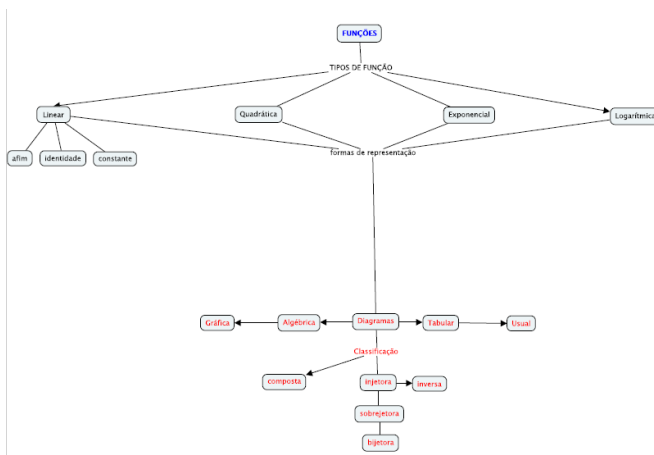 FUNÇÕES
TIPOS DE FUNÇÃO
Linear
Quadrática
Exponencial
Logarítmica
afim
identidade
constante
formas de representação
Gráfica
Algébrica
Diagramas
Tabular
Usual
Classificação
composta
injetora
inversa
sobrejetora
bijetora